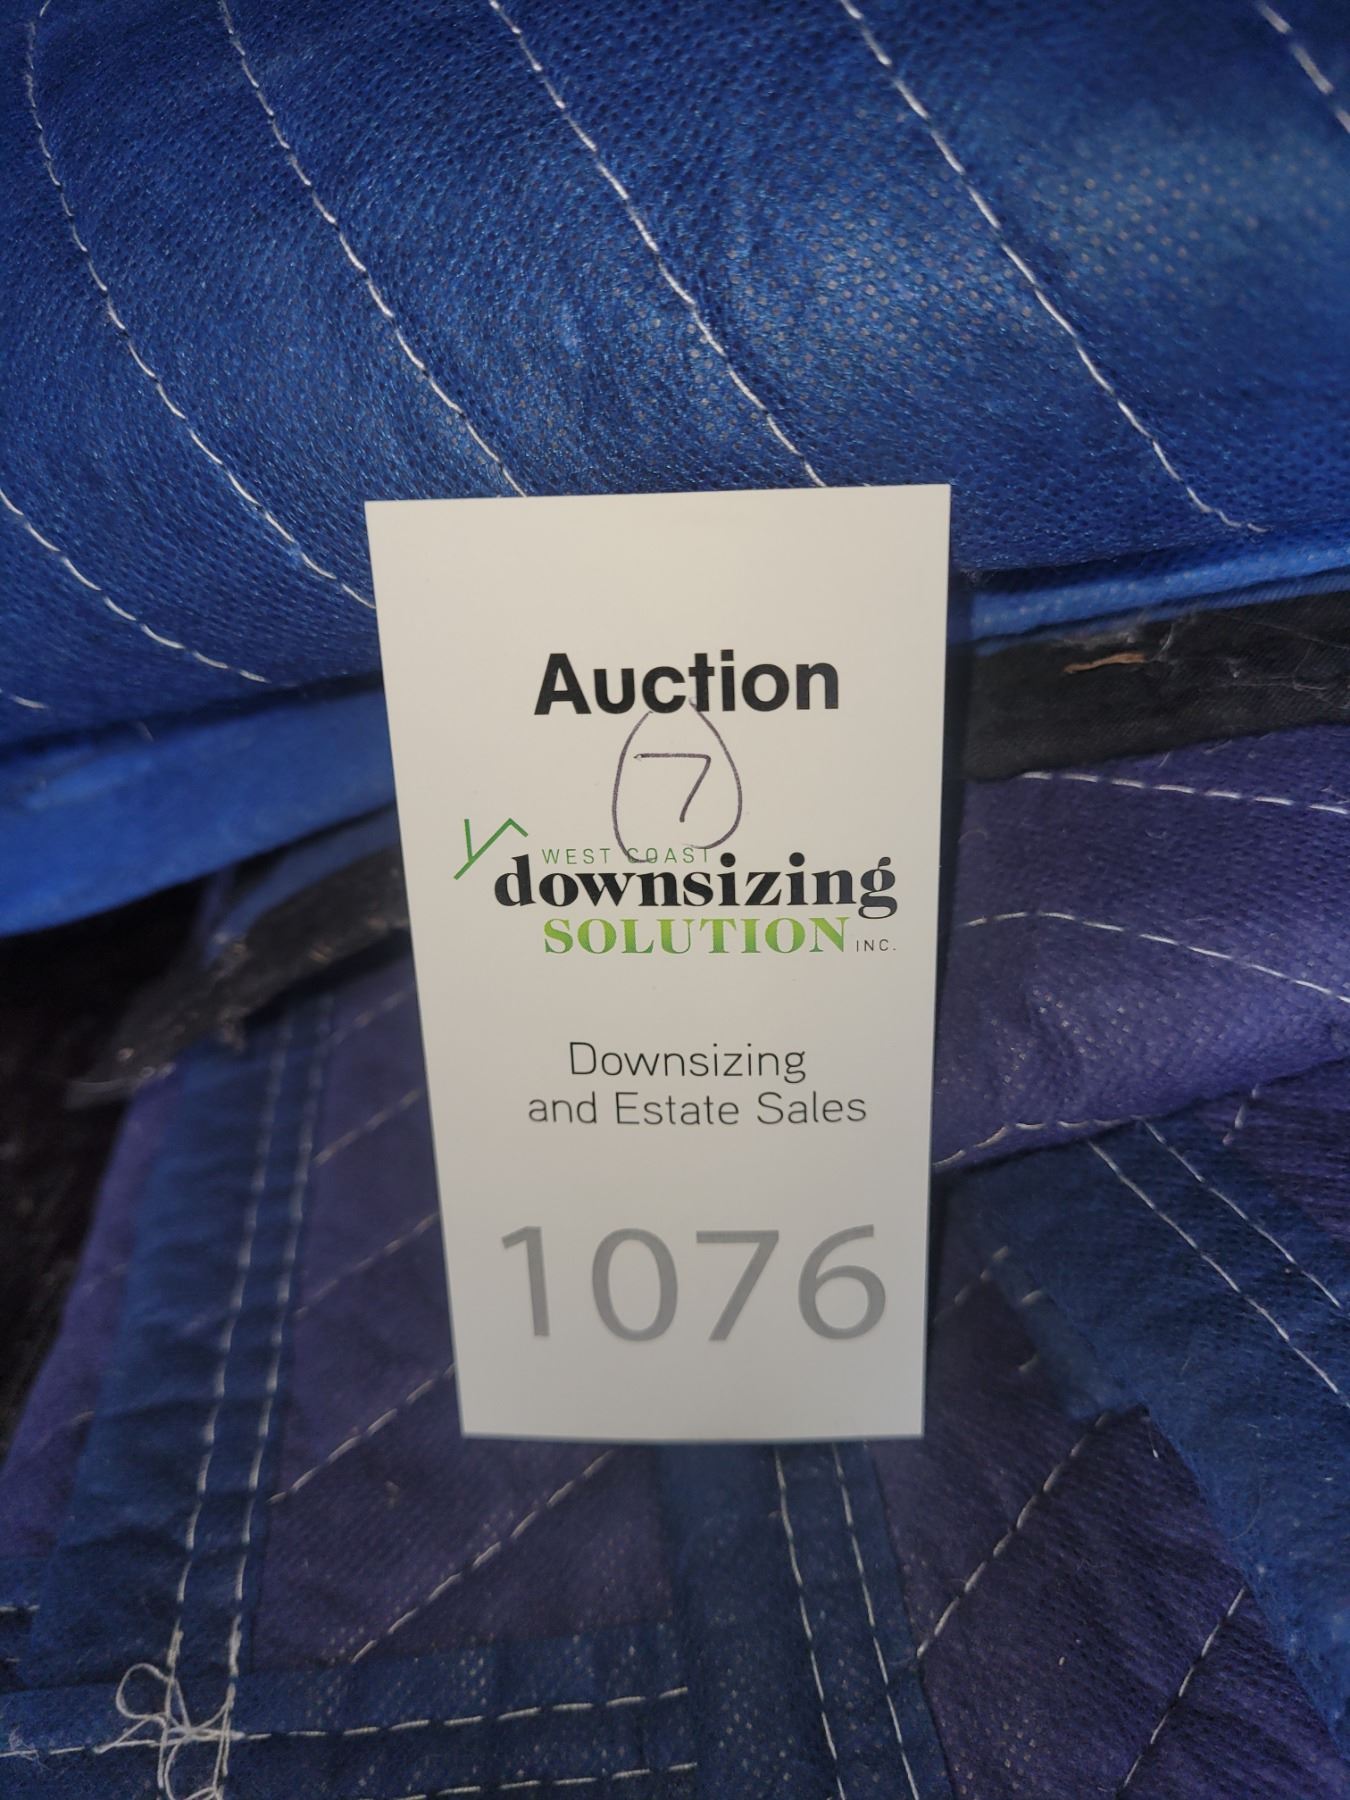 Auction
7
WEST COAST
downsizing
SOLUTION INC.
Downsizing
and Estate Sales
1076